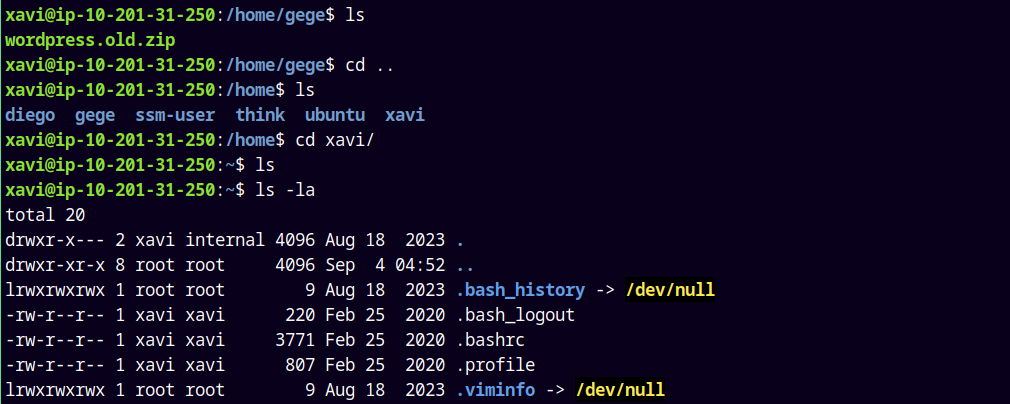 xavi@ip-10-201-31-250:/home/gege$ ls
wordpress.old.zip
xavi@ip-10-201-31-250:/home/gege$ cd ..
xavi@ip-10-201-31-250:/home$ ls
diego  gege  ssm-user  think  ubuntu  xavi
xavi@ip-10-201-31-250:/home$ cd xavi/
xavi@ip-10-201-31-250:~$ ls
xavi@ip-10-201-31-250:~$ ls -la
total 20
drwxr-x--- 2 xavi internal 4096 Aug 18  2023 .
drwxr-xr-x 8 root root     4096 Sep  4 04:52 ..
lrwxrwxrwx 1 root root        9 Aug 18  2023 .bash_history -> /dev/null
-rw-r--r-- 1 xavi xavi      220 Feb 25  2020 .bash_logout
-rw-r--r-- 1 xavi xavi     3771 Feb 25  2020 .bashrc
-rw-r--r-- 1 xavi xavi      807 Feb 25  2020 .profile
lrwxrwxrwx 1 root root        9 Aug 18  2023 .viminfo -> /dev/null